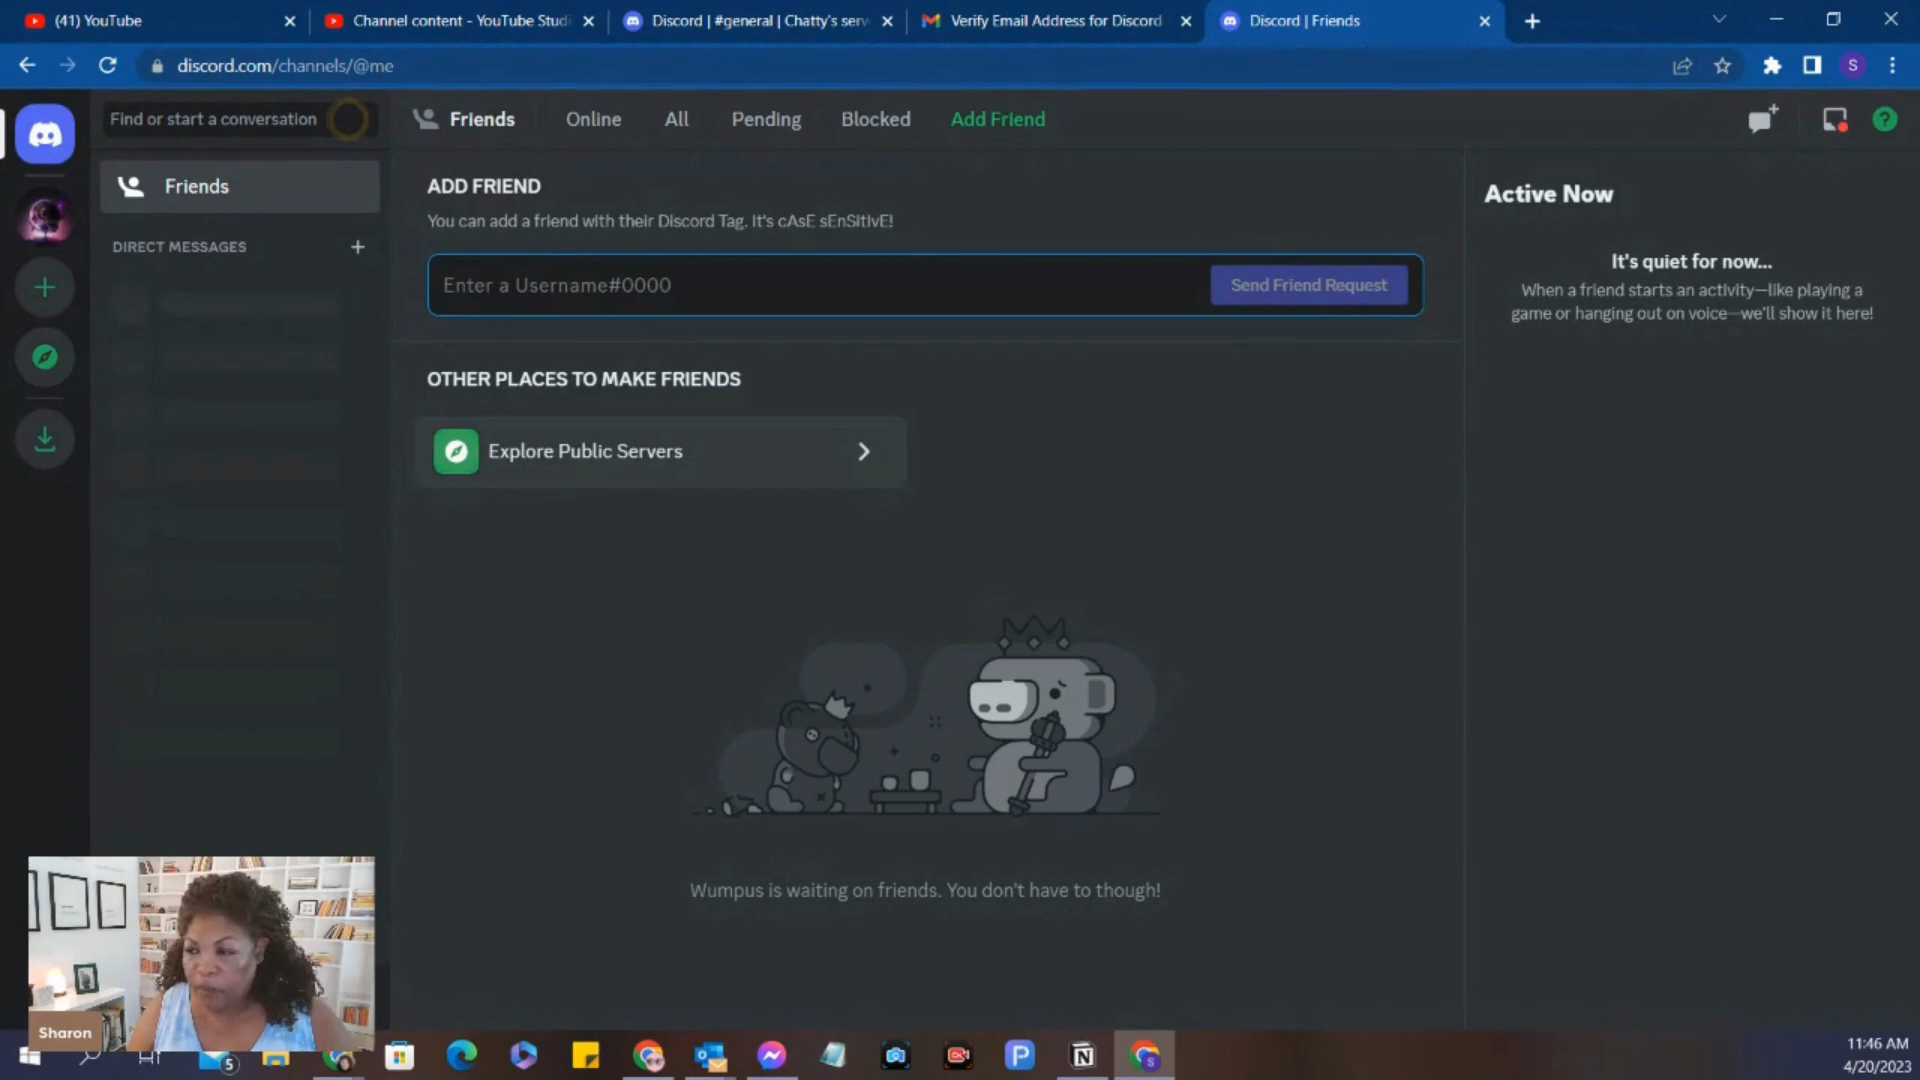 (41) YouTube
Channel content - YouTube Studi
Discord | #general | Chatty's serve
Verify Email Address for Discord
Discord | Friends
discord.com/channels/@me
S
Find or start a conversation
Friends
Online
All
Pending
Blocked
Add Friend
Friends
DIRECT MESSAGES
ADD FRIEND
You can add a friend with their Discord Tag. It's cAsE sEnSitIvE!
Enter a Username#0000
Send Friend Request
OTHER PLACES TO MAKE FRIENDS
Explore Public Servers
Wumpus is waiting on friends. You don't have to though!
Active Now
It's quiet for now...
When a friend starts an activity—like playing a
game or hanging out on voice—we'll show it here!
Sharon
5
11:46 AM
4/20/2023